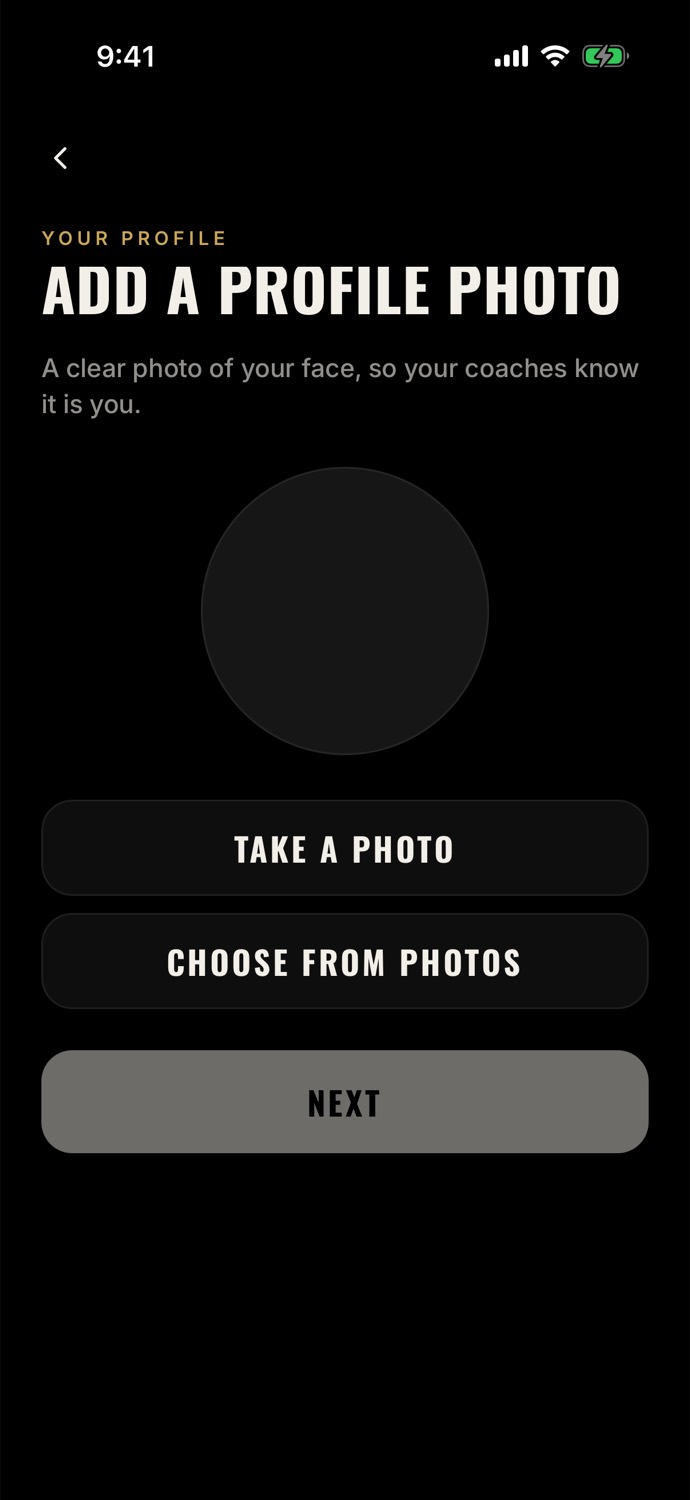 9:41
YOUR PROFILE
ADD A PROFILE PHOTO
A clear photo of your face, so your coaches know
it is you.
TAKE A PHOTO
CHOOSE FROM PHOTOS
NEXT